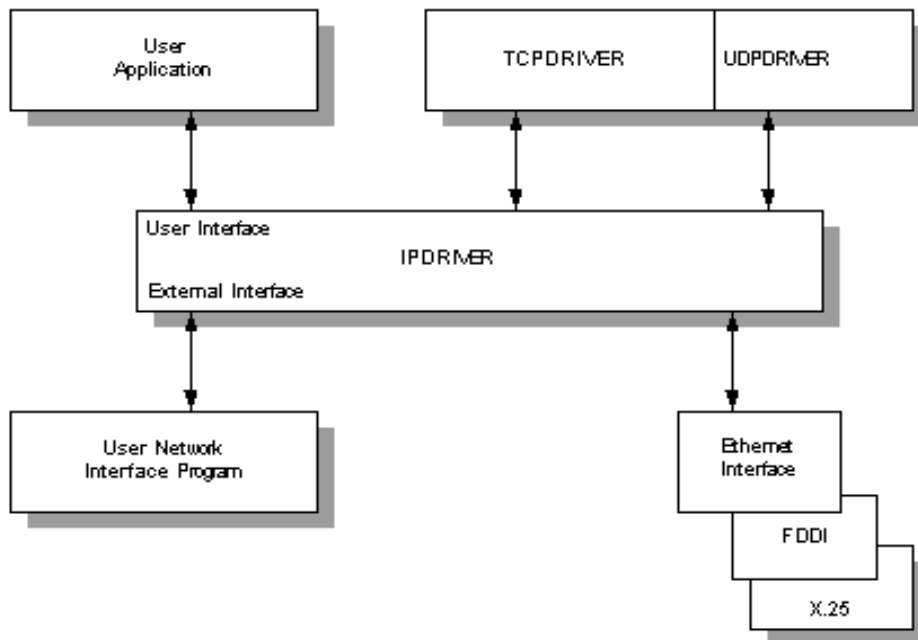 User
Application
TCPDRIVER
UDPDRIVER
User Interface
IPDRIVER
External Interface
User Network
Interface Program
Ethernet
Interface
FDDI
X.25